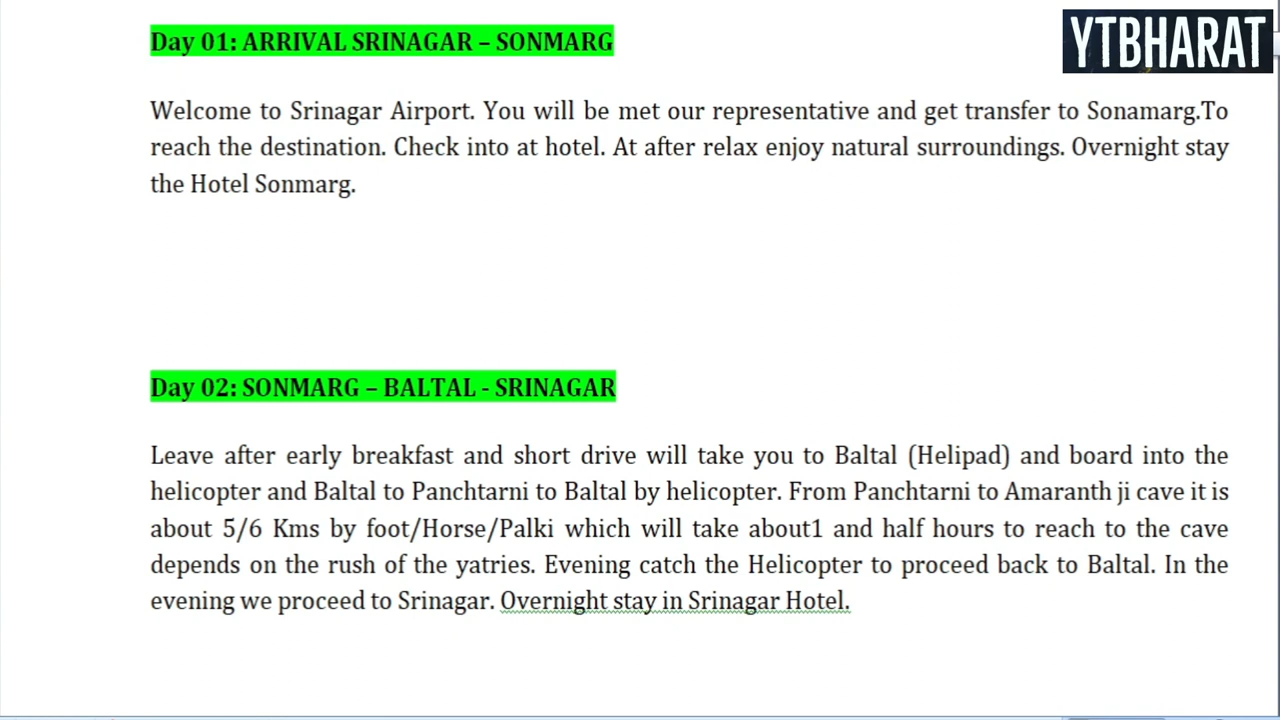 YTBHARAT
Day 01: ARRIVAL SRINAGAR – SONMARG
Welcome to Srinagar Airport. You will be met our representative and get transfer to Sonamarg.To
reach the destination. Check into at hotel. At after relax enjoy natural surroundings. Overnight stay
the Hotel Sonmarg.
Day 02: SONMARG – BALTAL - SRINAGAR
Leave after early breakfast and short drive will take you to Baltal (Helipad) and board into the
helicopter and Baltal to Panchtarni to Baltal by helicopter. From Panchtarni to Amaranth ji cave it is
about 5/6 Kms by foot/Horse/Palki which will take about1 and half hours to reach to the cave
depends on the rush of the yatries. Evening catch the Helicopter to proceed back to Baltal. In the
evening we proceed to Srinagar. Overnight stay in Srinagar Hotel.